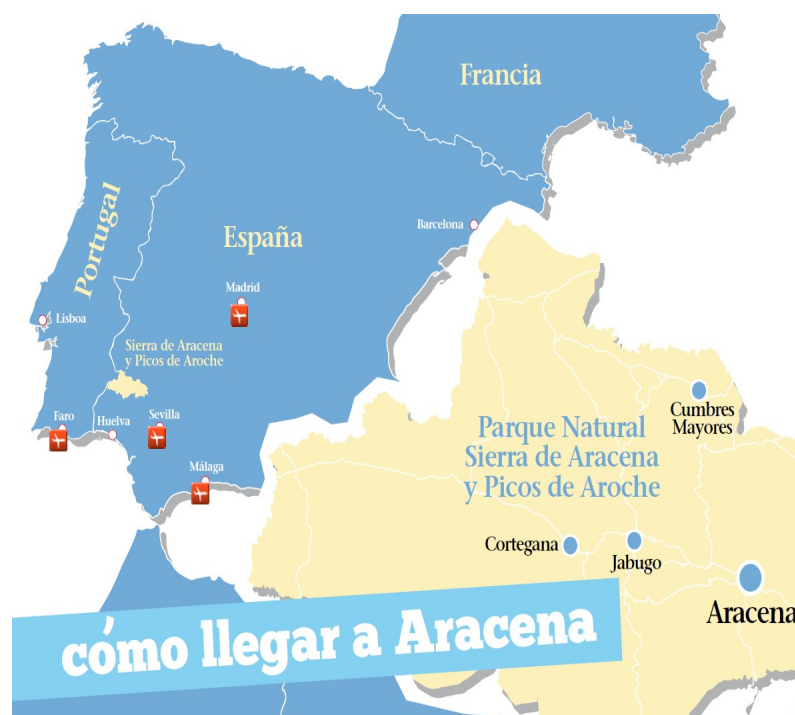 Francia
Portugal
España
Barcelona
Madrid
Lisboa
Sierra de Aracena
y Picos de Aroche
Faro
Huelva
Sevilla
Málaga
Cumbres
Mayores
Parque Natural
Sierra de Aracena
y Picos de Aroche
Cortegana
Jabugo
Aracena
cómo llegar a Aracena